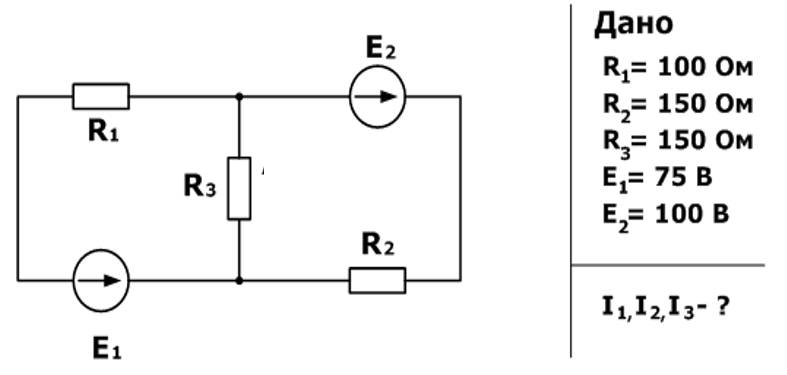 E2
R1
R3
R2
E1
Дано
R1= 100 Ом
R2= 150 Ом
R3= 150 Ом
E1= 75 В
E2= 100 В
I1,I2,I3- ?